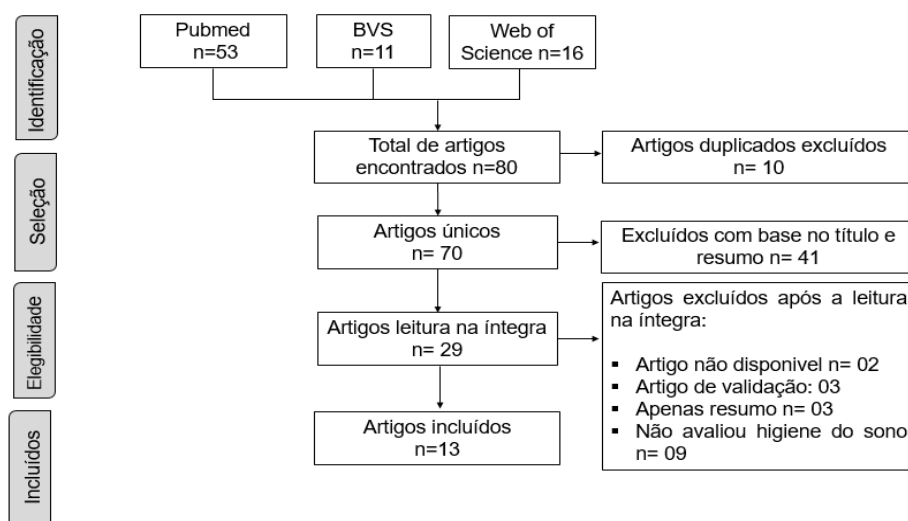 Identificação
Pubmed
n=53
BVS
n=11
Web of
Science n=16
Total de artigos
encontrados n=80
Artigos duplicados excluídos
n= 10
Seleção
Artigos únicos
n= 70
Excluídos com base no título e
resumo n= 41
Elegibilidade
Artigos leitura na íntegra
n= 29
Artigos excluídos após a leitura
na íntegra:
▪ Artigo não disponivel n= 02
▪ Artigo de validação: 03
▪ Apenas resumo n= 03
▪ Não avaliou higiene do sono
n= 09
Incluídos
Artigos incluídos
n=13